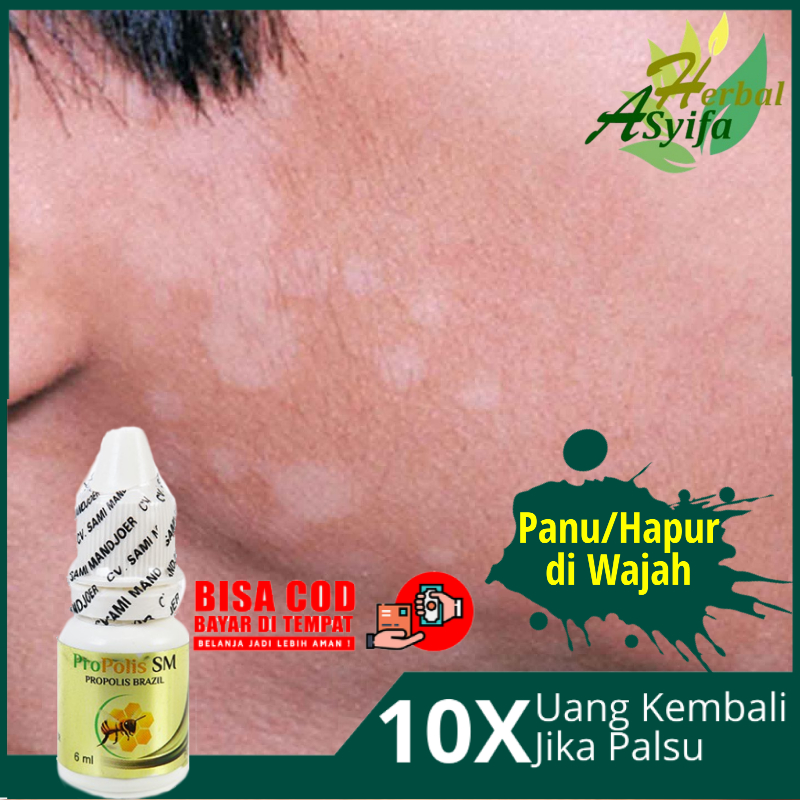 Herbal
ASyifa
Panu/Hapur
di Wajah
BISA COD
BAYAR DI TEMPAT
BELANJA JADI LEBIH AMAN !
CV. SAMI MANDJOER
ProPolis SM
PROPOLIS BRAZIL
6 ml
10X Uang Kembali
Jika Palsu